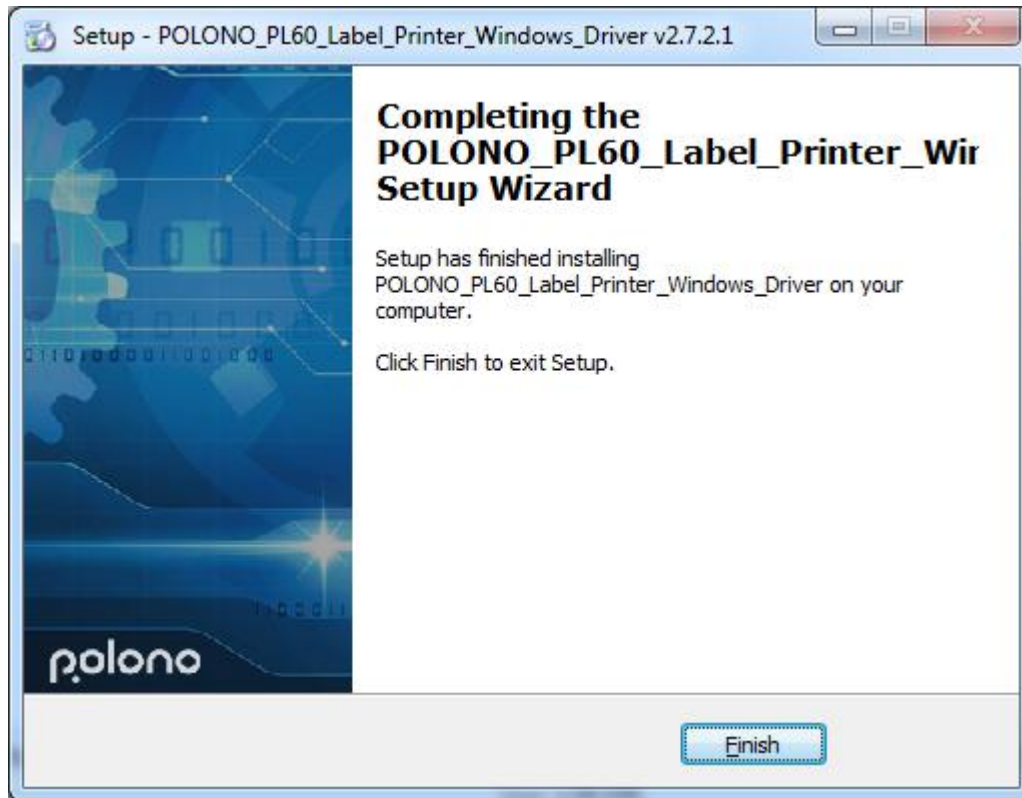 Setup - POLONO_PL60_Label_Printer_Windows_Driver v2.7.2.1
Completing the
POLONO_PL60_Label_Printer_Wir
Setup Wizard
Setup has finished installing
POLONO_PL60_Label_Printer_Windows_Driver on your
computer.
Click Finish to exit Setup.
polono
Finish